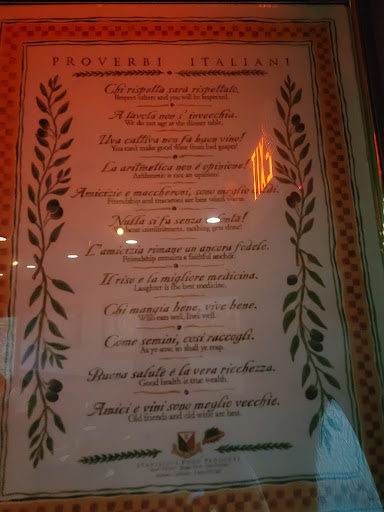 PROVERBI ITALIANI
Chi rispetta sarà rispettato.
Respect others and you will be respected.
A tavola non s'invecchia.
We do not age at the dinner table.
Uva cattiva non fa buon vino!
You can't make good wine from bad grapes!
La aritmetica non è opinione!
Arithmetic is not an opinion!
Amicizie e maccheroni, sono meglio caldi.
Friendship and macaroni are best when warm.
Nulla si fa senza
without nothing gets done!
L'amicizia rimane un ancora fedele.
Friendship remains a faithful anchor.
Il riso è la migliore medicina.
Laughter is the best medicine.
Chi mangia bene, vive bene.
Who eats well, lives well.
Come semini, così raccogli.
As ye sow, so shall ye reap.
Buona salute è la vera ricchezza.
Good health is true wealth.
Amici e vini sono meglio vecchie.
Old friends and old wine are best.